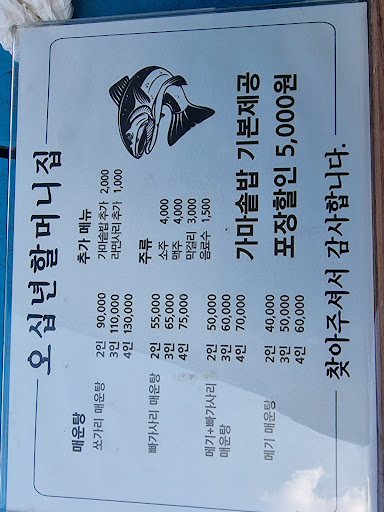 오십년할머니집
매운탕
쏘가리 매운탕 2인 90,000
3인 110,000
4인 130,000
빠가사리 매운탕 2인 55,000
3인 65,000
4인 75,000
메기+빠가사리 매운탕 2인 50,000
3인 60,000
4인 70,000
메기 매운탕 2인 40,000
3인 50,000
4인 60,000
추가 메뉴
가마솥밥 추가 2,000
라면사리 추가 1,000
주류
소주 4,000
맥주 4,000
막걸리 3,000
음료수 1,500
가마솥밥 기본제공
포장할인 5,000원
찾아주셔서 감사합니다.